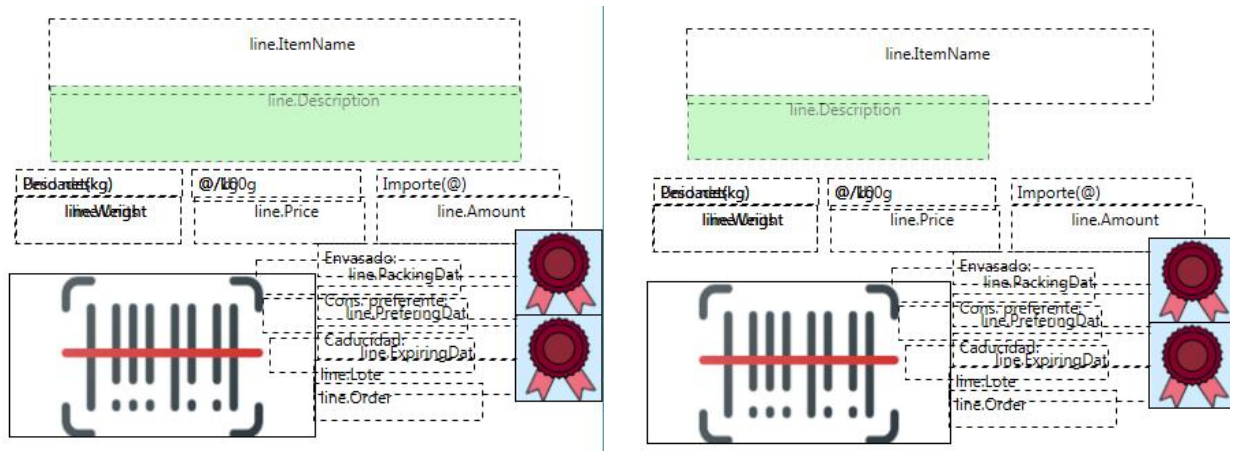 line.ItemName
line.Description
@/100g
Importe(@)
line.Price
line.Amount
Envasado:
line.PackingDat
Cons. preferente:
line.PreferingDat
Caducidad:
line.ExpiringDat
line.Lote
line.Order
line.ItemName
line.Description
@/100g
Importe(@)
line.Price
line.Amount
Envasado:
line.PackingDat
Cons. preferente:
line.PreferingDat
Caducidad:
line.ExpiringDat
line.Lote
line.Order